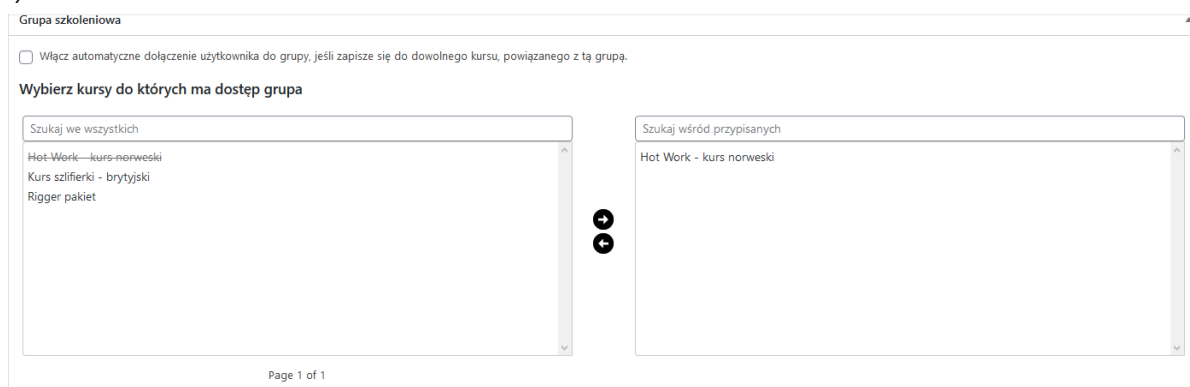 Grupa szkoleniowa
Włącz automatyczne dołączenie użytkownika do grupy, jeśli zapisze się do dowolnego kursu, powiązanego z tą grupą.
Wybierz kursy do których ma dostęp grupa
Szukaj we wszystkich
Szukaj wśród przypisanych
Hot Work - kurs norweski
Kurs szlifierki - brytyjski
Rigger pakiet
Hot Work - kurs norweski
Page 1 of 1